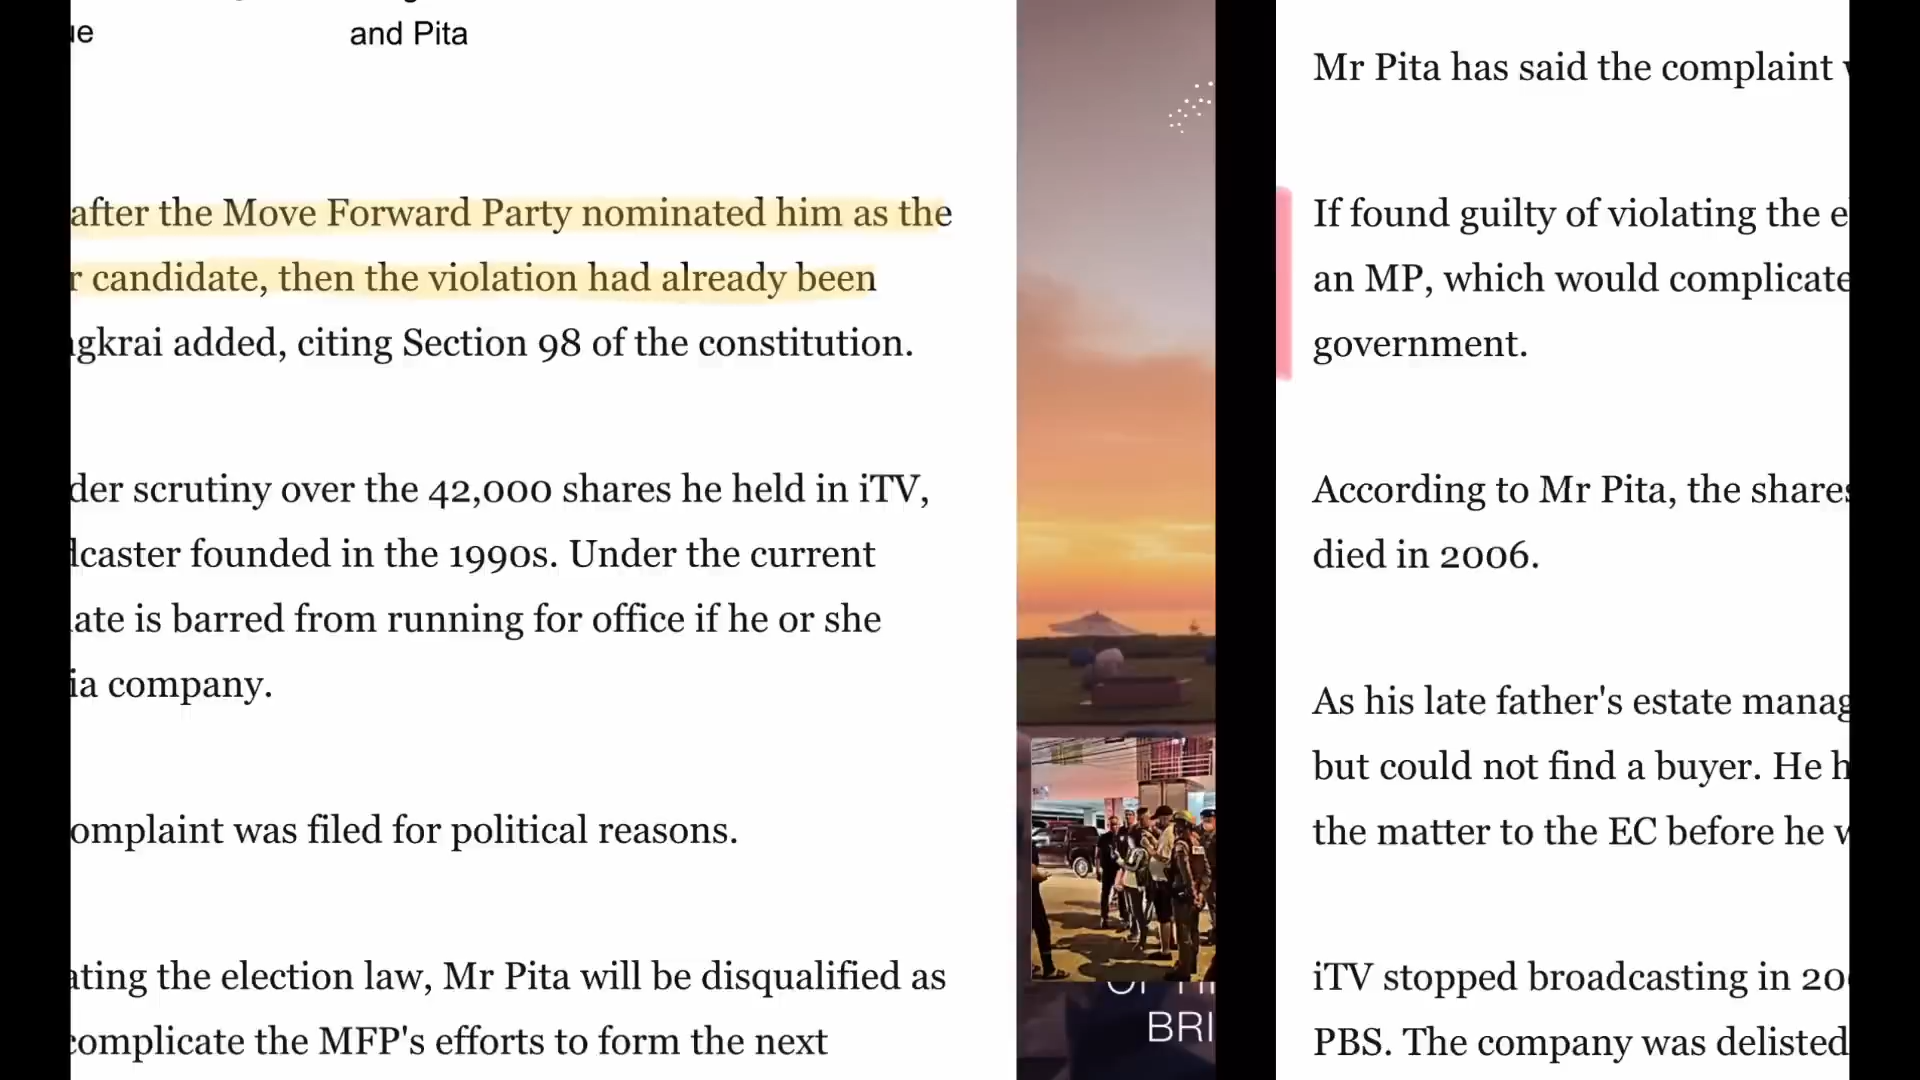 and Pita
after the Move Forward Party nominated him as the
r candidate, then the violation had already been
gkrai added, citing Section 98 of the constitution.
der scrutiny over the 42,000 shares he held in iTV,
dcaster founded in the 1990s. Under the current
ate is barred from running for office if he or she
ia company.
omplaint was filed for political reasons.
ating the election law, Mr Pita will be disqualified as
complicate the MFP's efforts to form the next
BRI
Mr Pita has said the complaint
If found guilty of violating the e
an MP, which would complicate
government.
According to Mr Pita, the shares
died in 2006.
As his late father's estate manag
but could not find a buyer. He h
the matter to the EC before he w
iTV stopped broadcasting in 20
PBS. The company was delisted